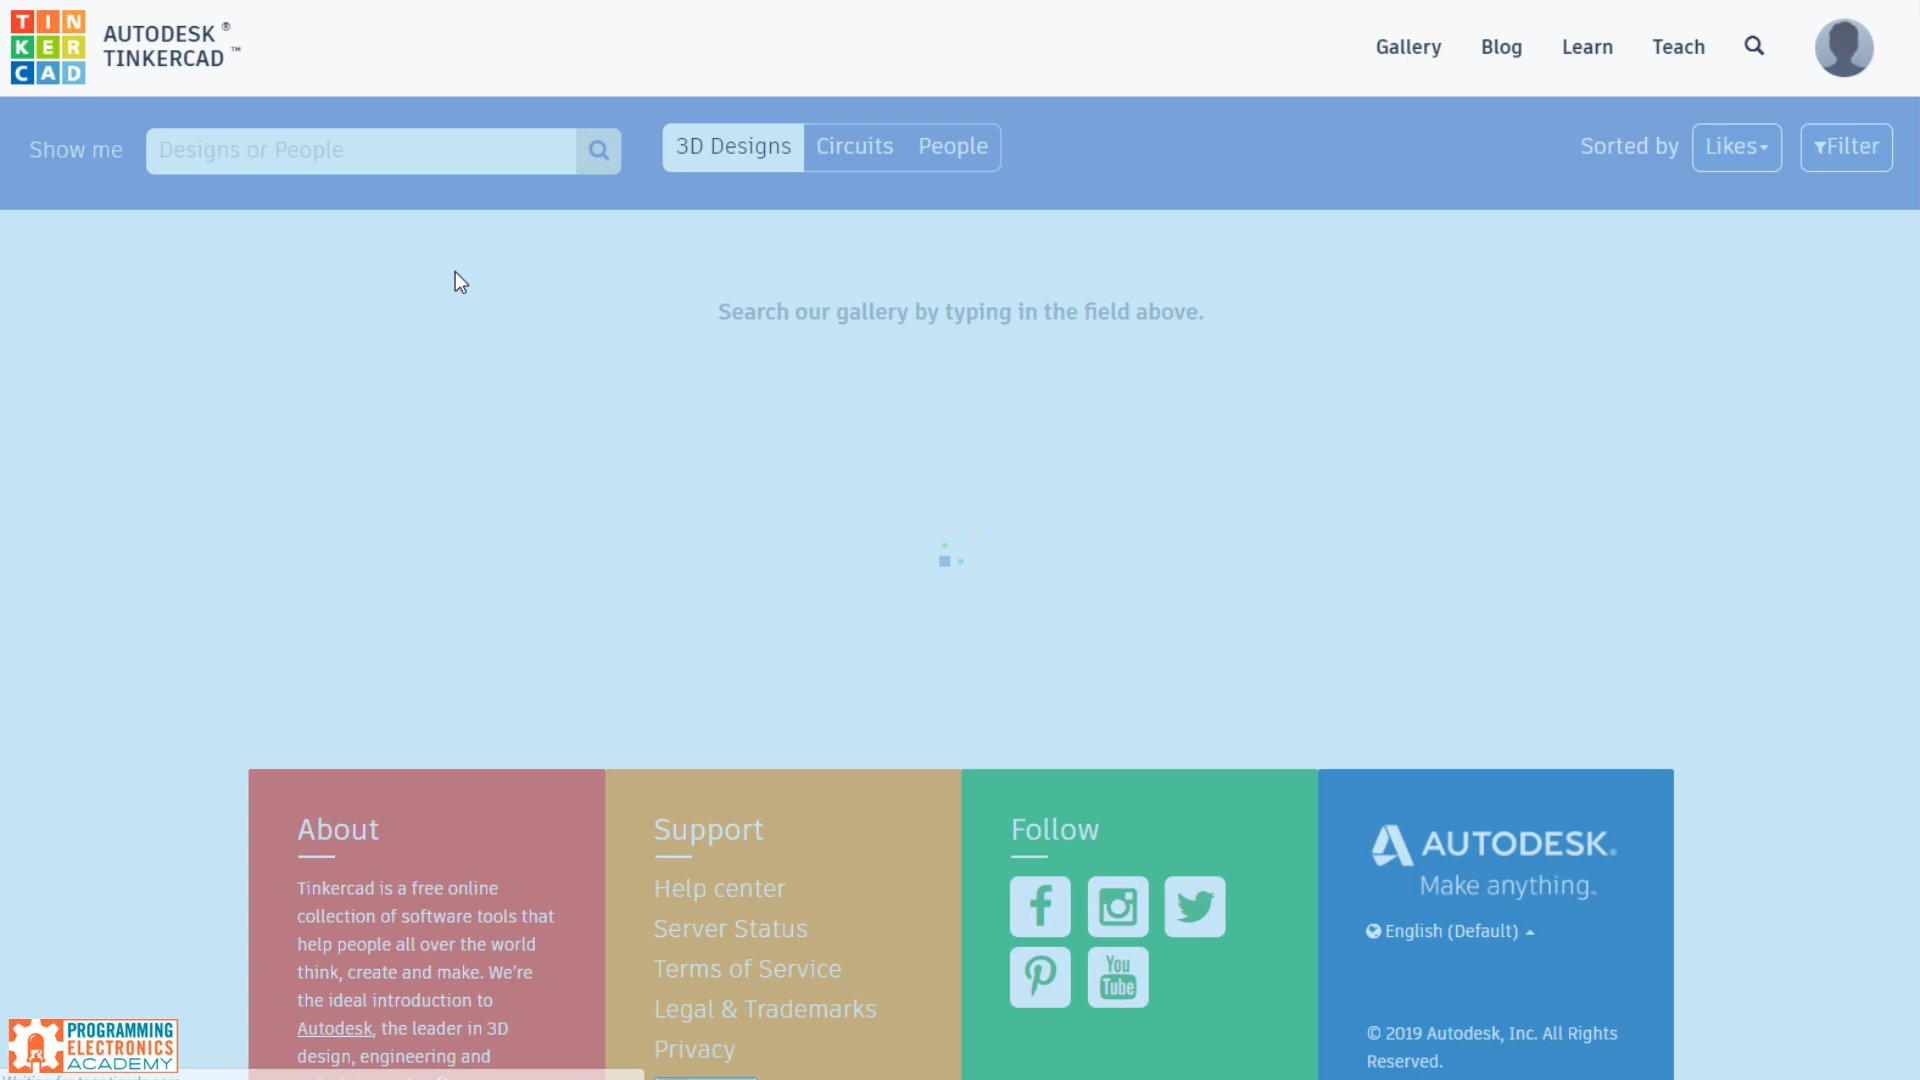 TIN
KER
CAD
AUTODESK ®
TINKERCAD ™
Gallery
Blog
Learn
Teach
Show me
Designs or People
3D Designs
Circuits
People
Sorted by
Likes
Filter
Search our gallery by typing in the field above.
About
Tinkercad is a free online
collection of software tools that
help people all over the world
think, create and make. We're
the ideal introduction to
Autodesk, the leader in 3D
design, engineering and
Support
Help center
Server Status
Terms of Service
Legal & Trademarks
Privacy
Follow
You
Tube
AUTODESK®
Make anything™
English (Default)
© 2019 Autodesk, Inc. All Rights
Reserved.
PROGRAMMING
ELECTRONICS
ACADEMY